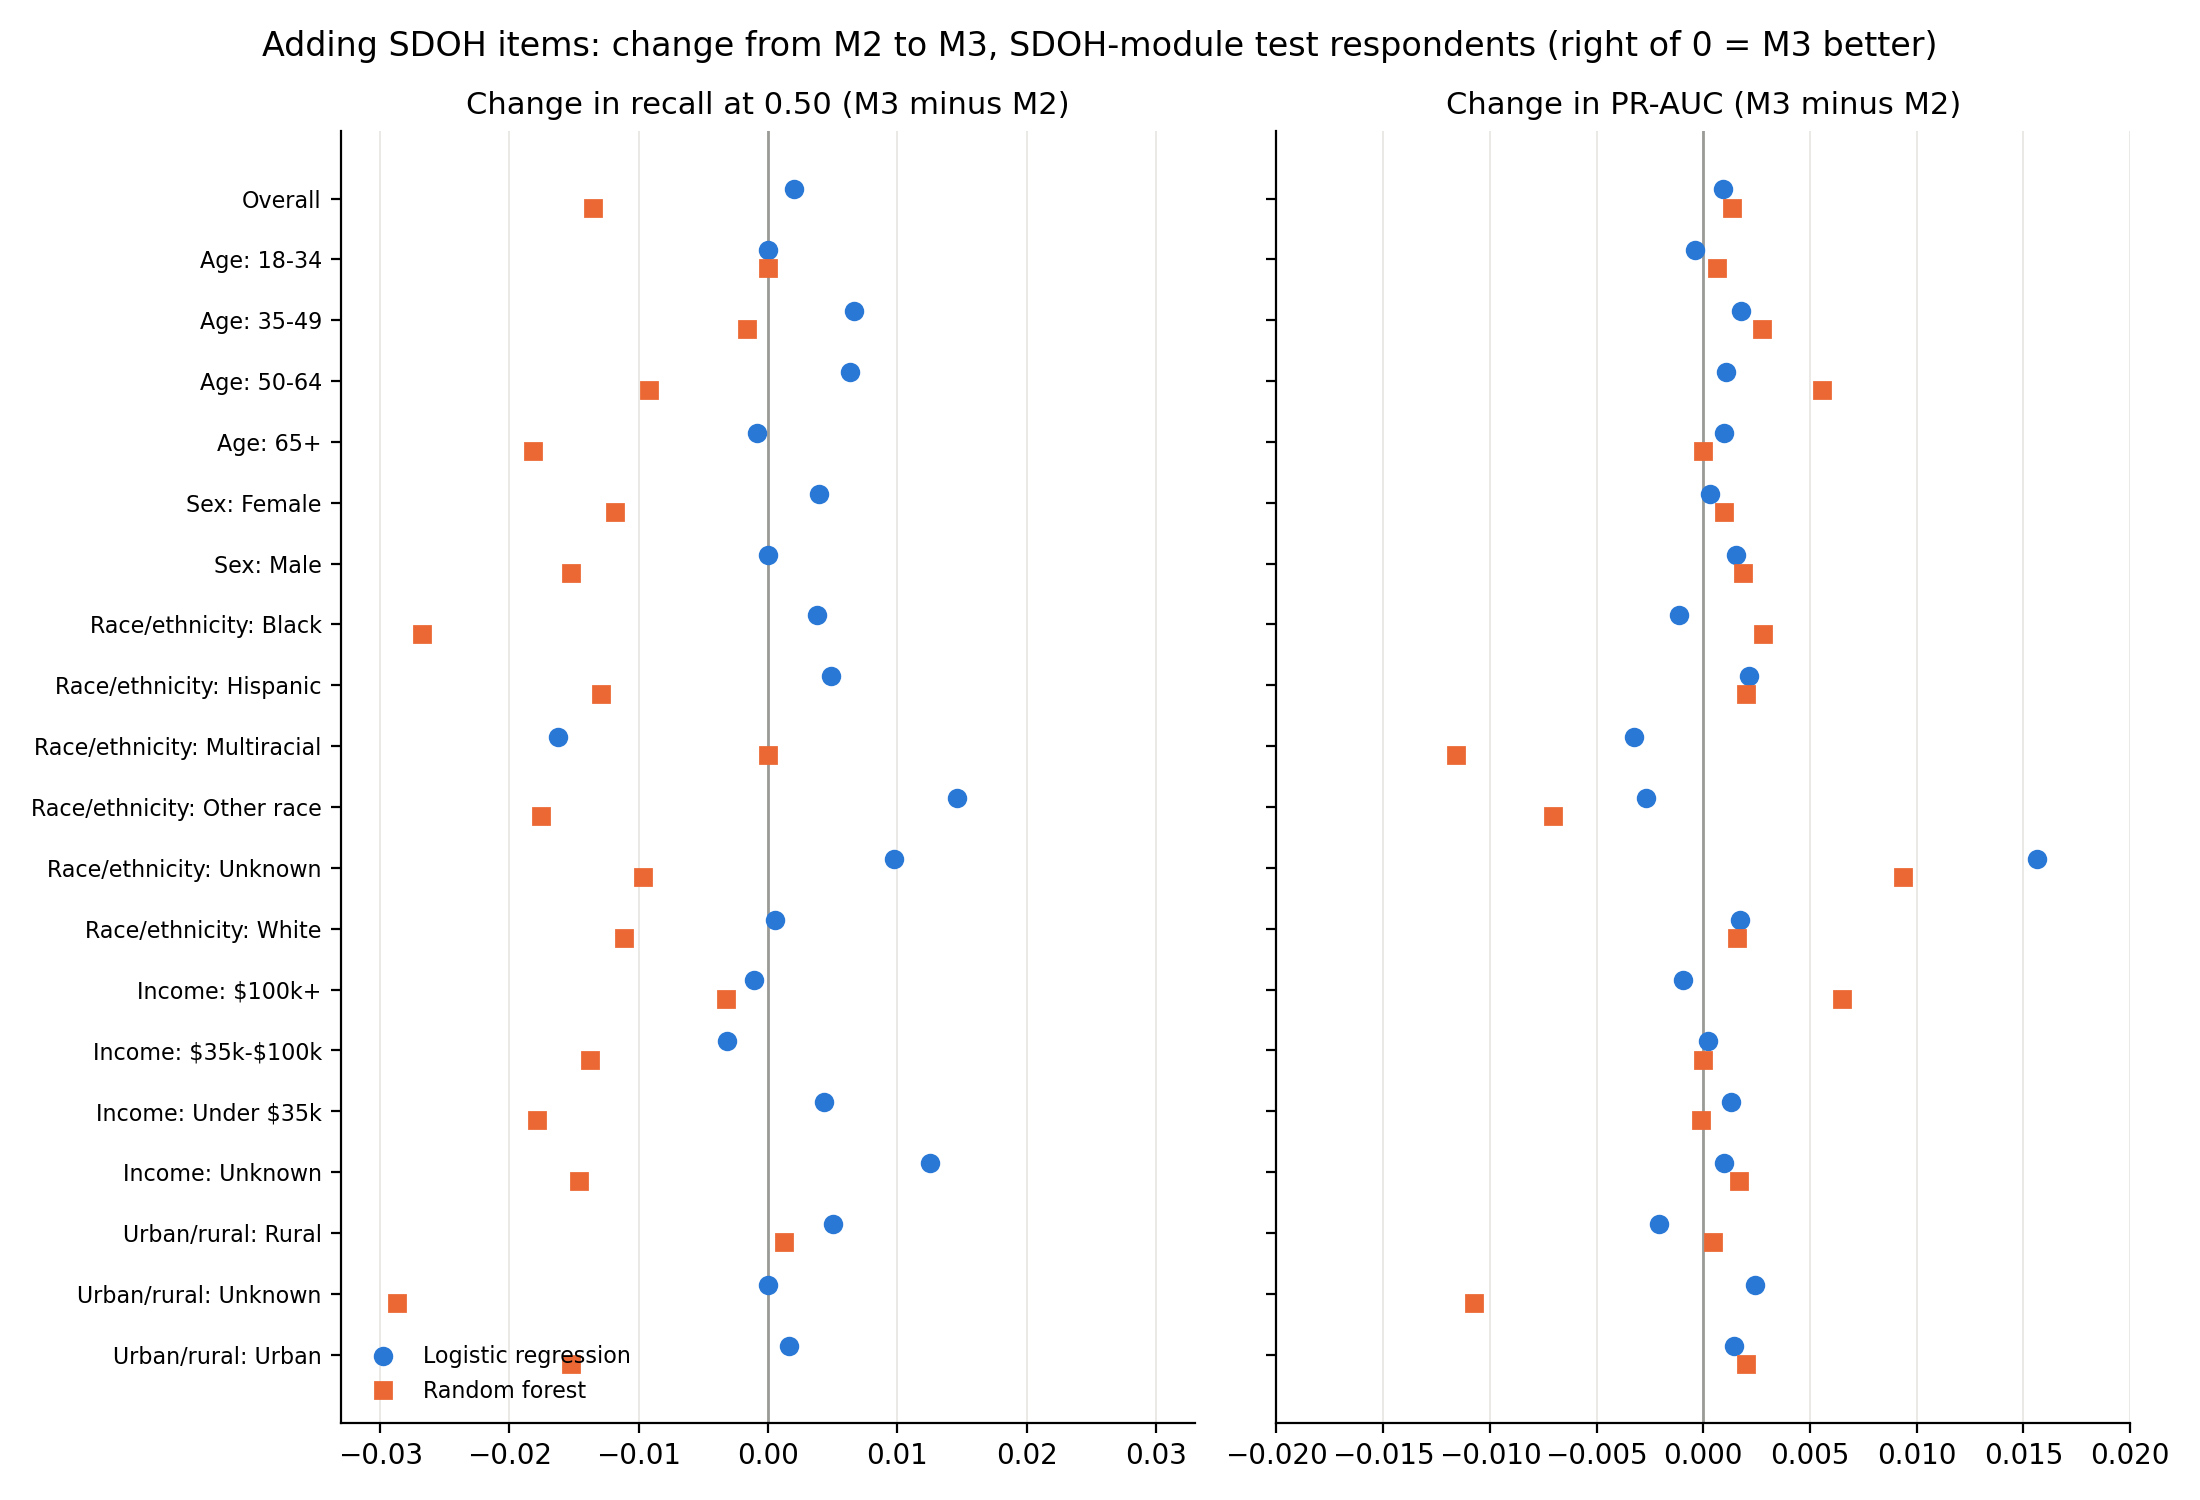 Adding SDOH items: change from M2 to M3, SDOH-module test respondents (right of 0 = M3 better)
Change in recall at 0.50 (M3 minus M2)
Change in PR-AUC (M3 minus M2)
Overall
Age: 18-34
Age: 35-49
Age: 50-64
Age: 65+
Sex: Female
Sex: Male
Race/ethnicity: Black
Race/ethnicity: Hispanic
Race/ethnicity: Multiracial
Race/ethnicity: Other race
Race/ethnicity: Unknown
Race/ethnicity: White
Income: $100k+
Income: $35k-$100k
Income: Under $35k
Income: Unknown
Urban/rural: Rural
Urban/rural: Unknown
Urban/rural: Urban
Logistic regression
Random forest
−0.03 −0.02 −0.01 0.00 0.01 0.02 0.03
−0.020 −0.015 −0.010 −0.005 0.000 0.005 0.010 0.015 0.020